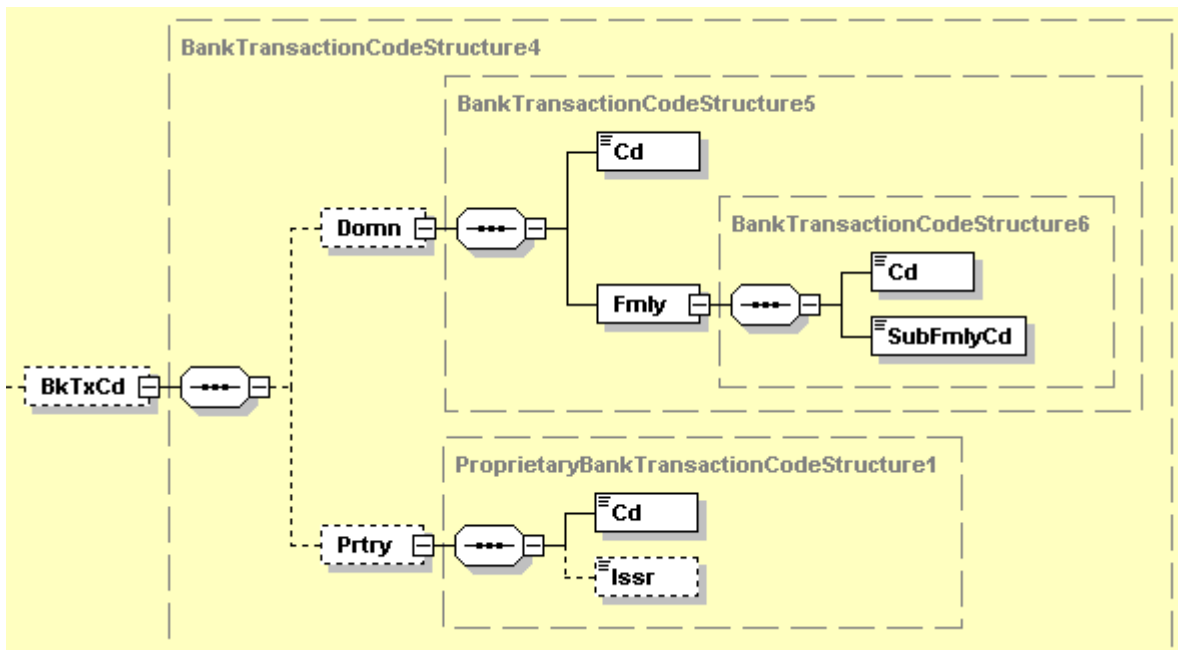 BankTransactionCodeStructure4
BankTransactionCodeStructure5
Cd
Domn
BankTransactionCodeStructure6
Cd
Fmly
SubFmlyCd
BkTxCd
ProprietaryBankTransactionCodeStructure1
Cd
Prtry
Issr